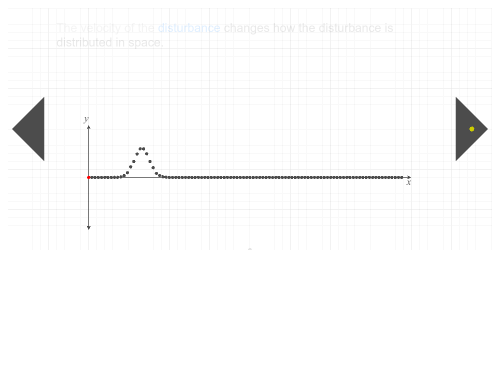 The velocity of the disturbance changes how the disturbance is
distributed in space.
y
x